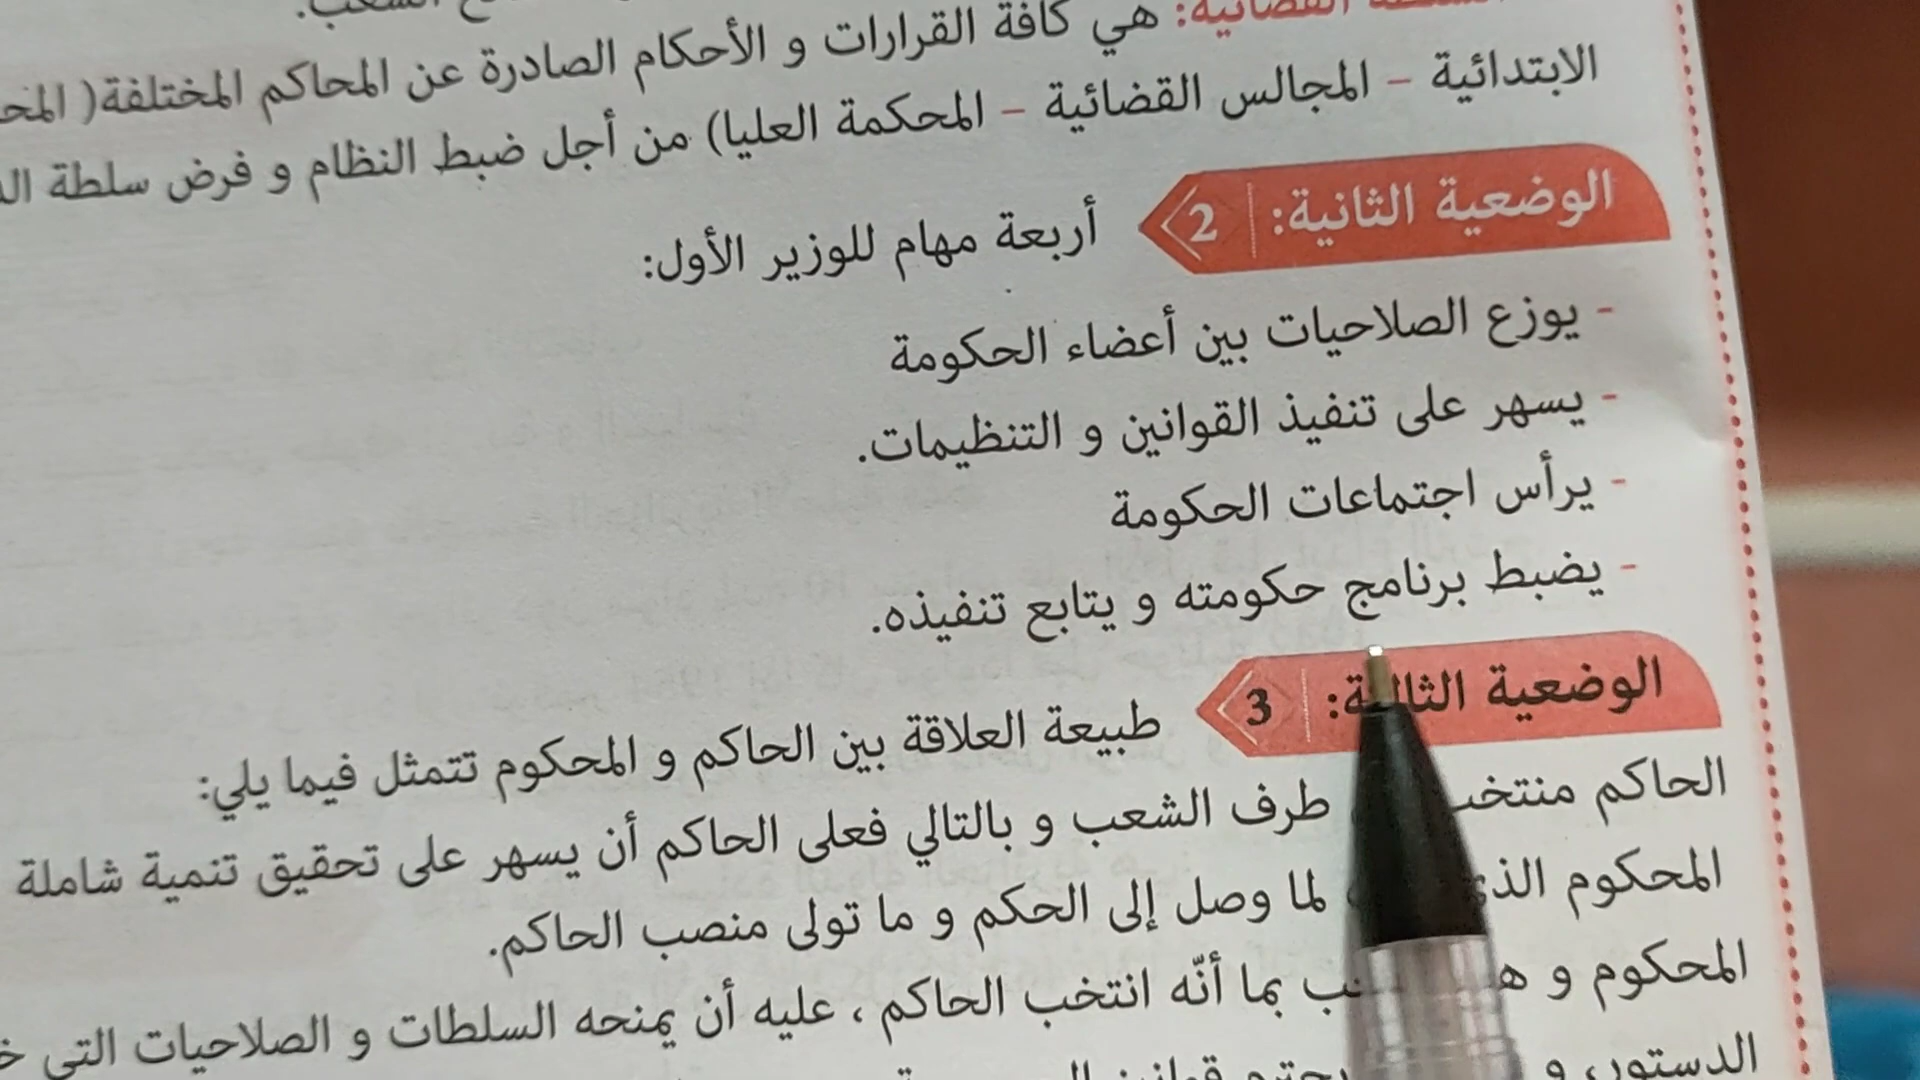 القضائية: هي كافة القرارات و الأحكام الصادرة عن المحاكم المختلفة(
الابتدائية – المجالس القضائية – المحكمة العليا) من أجل ضبط النظام و فرض سلطة
الوضعية الثانية: 2 أربعة مهام للوزير الأول:
- يوزع الصلاحيات بين أعضاء الحكومة
- يسهر على تنفيذ القوانين و التنظيمات.
- يرأس اجتماعات الحكومة
- يضبط برنامج حكومته و يتابع تنفيذه.
الوضعية الثالثة: 3 طبيعة العلاقة بين الحاكم و المحكوم تتمثل فيما يلي:
الحاكم طرف الشعب و بالتالي فعلى الحاكم أن يسهر على تحقيق تنمية شاملة
المحكوم لما وصل إلى الحكم و ما تولى منصب الحاكم.
المحكوم و بما أنّه انتخب الحاكم ، عليه أن يمنحه السلطات و الصلاحيات التي
الدستور، و